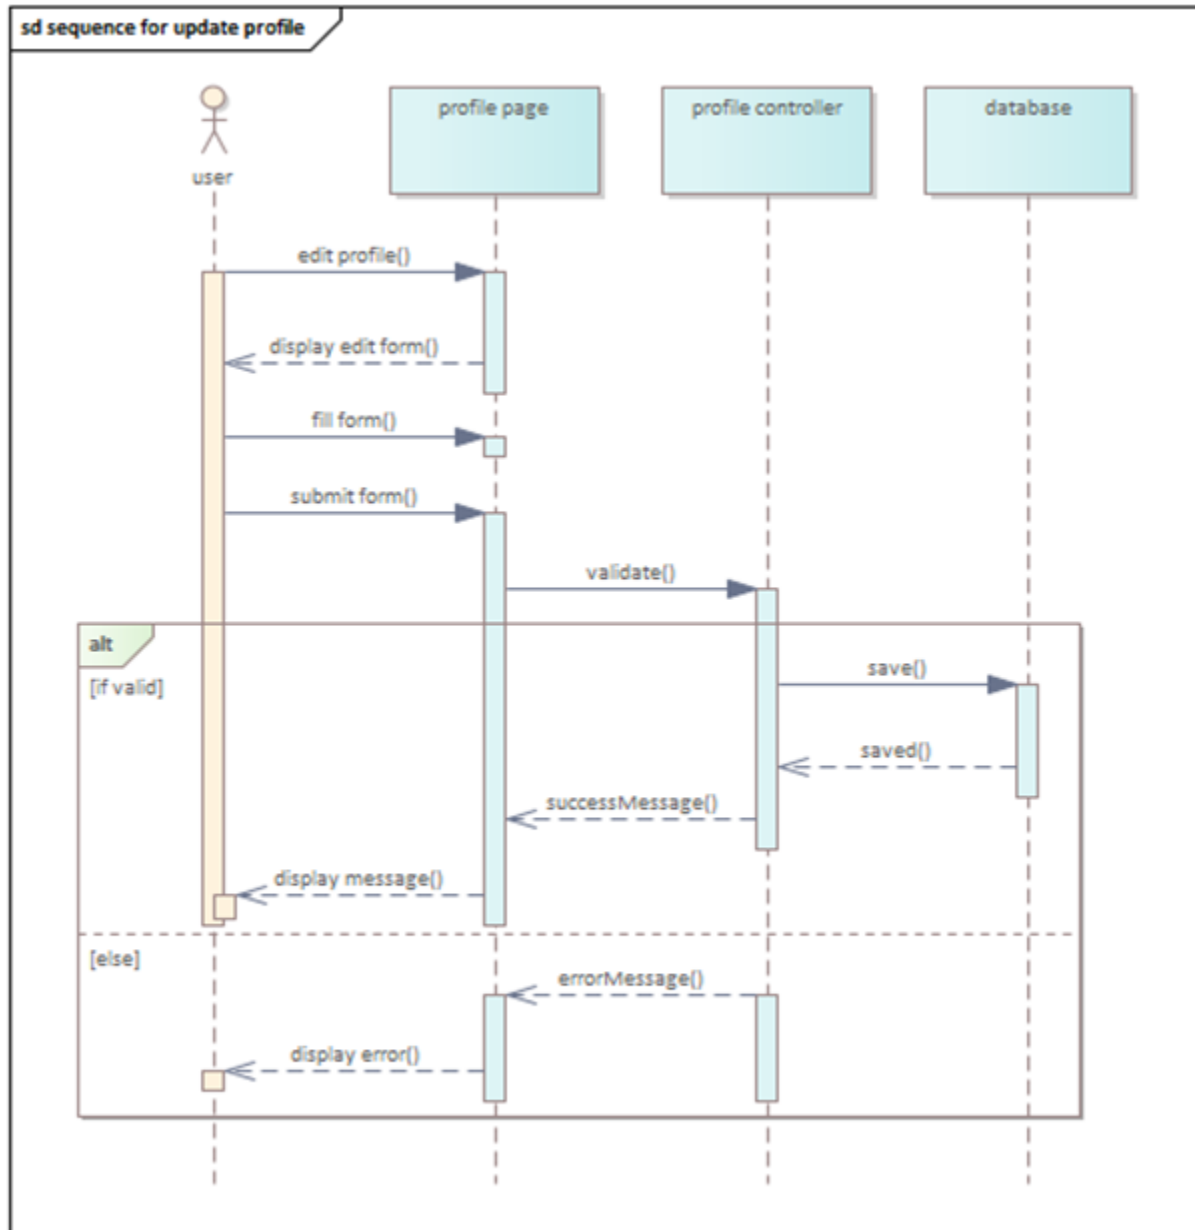 sd sequence for update profile
user
profile page
profile controller
database
edit profile()
display edit form()
fill form()
submit form()
validate()
alt
[if valid]
save()
saved()
successMessage()
display message()
[else]
errorMessage()
display error()